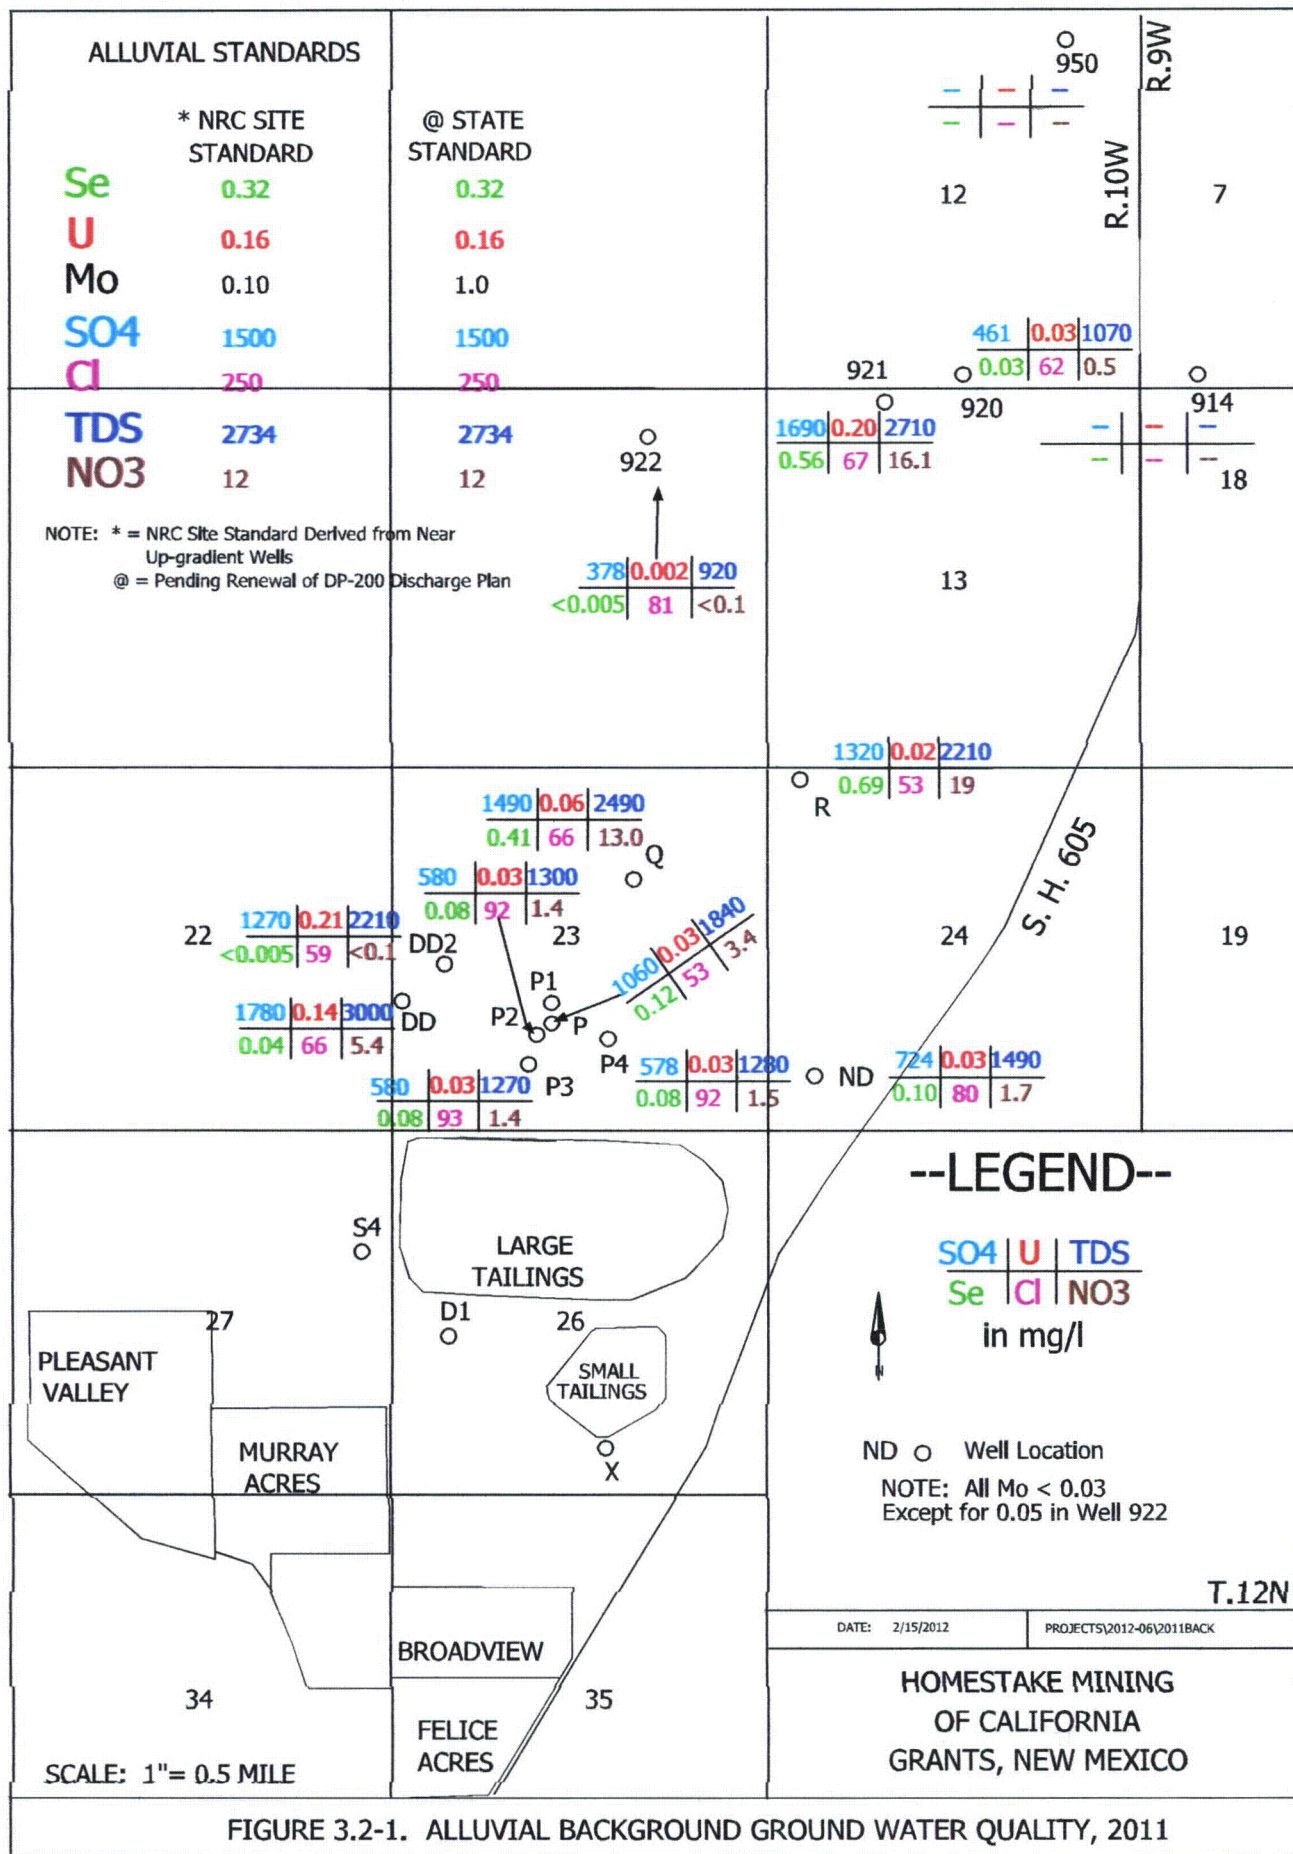 ALLUVIAL STANDARDS
* NRC SITE STANDARD
@ STATE STANDARD
Se 0.32 0.32
U 0.16 0.16
Mo 0.10 1.0
SO4 1500 1500
Cl 250 250
TDS 2734 2734
NO3 12 12
NOTE: * = NRC Site Standard Derived from Near
Up-gradient Wells
@ = Pending Renewal of DP-200 Discharge Plan
950
-- -- --
-- -- --
R.9W
R.10W
12
7
461 0.03 1070
0.03 62 0.5
921
920
914
1690 0.20 2710
0.56 67 16.1
-- -- --
-- -- --
18
922
378 0.002 920
<0.005 81 <0.1
13
1320 0.02 2210
0.69 53 19
R
1490 0.06 2490
0.41 66 13.0
Q
580 0.03 1300
0.08 92 1.4
S. H. 605
22
1270 0.21 2210
<0.005 59 <0.1
DD2
23
1060 0.03 1840
0.12 53 3.4
24
19
P1
1780 0.14 3000
0.04 66 5.4
DD
P2
P
P4
P3
578 0.03 1280
0.08 92 1.5
ND
724 0.03 1490
0.10 80 1.7
580 0.03 1270
0.08 93 1.4
--LEGEND--
SO4 U TDS
Se Cl NO3
in mg/l
S4
LARGE
TAILINGS
D1
26
27
N
PLEASANT
VALLEY
SMALL
TAILINGS
MURRAY
ACRES
X
ND Well Location
NOTE: All Mo < 0.03
Except for 0.05 in Well 922
T.12N
DATE: 2/15/2012
PROJECTS\2012-06\2011BACK
BROADVIEW
34
35
FELICE
ACRES
HOMESTAKE MINING
OF CALIFORNIA
GRANTS, NEW MEXICO
SCALE: 1"= 0.5 MILE
FIGURE 3.2-1. ALLUVIAL BACKGROUND GROUND WATER QUALITY, 2011